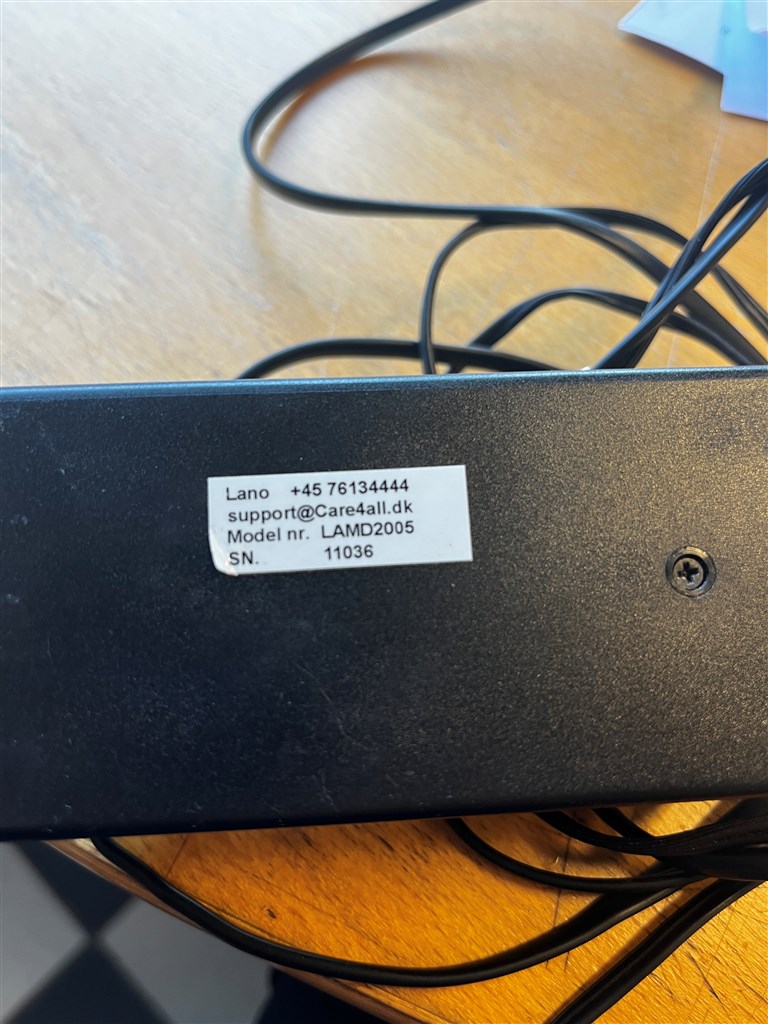 Lano +45 76134444
support@Care4all.dk
Model nr. LAMD2005
SN. 11036